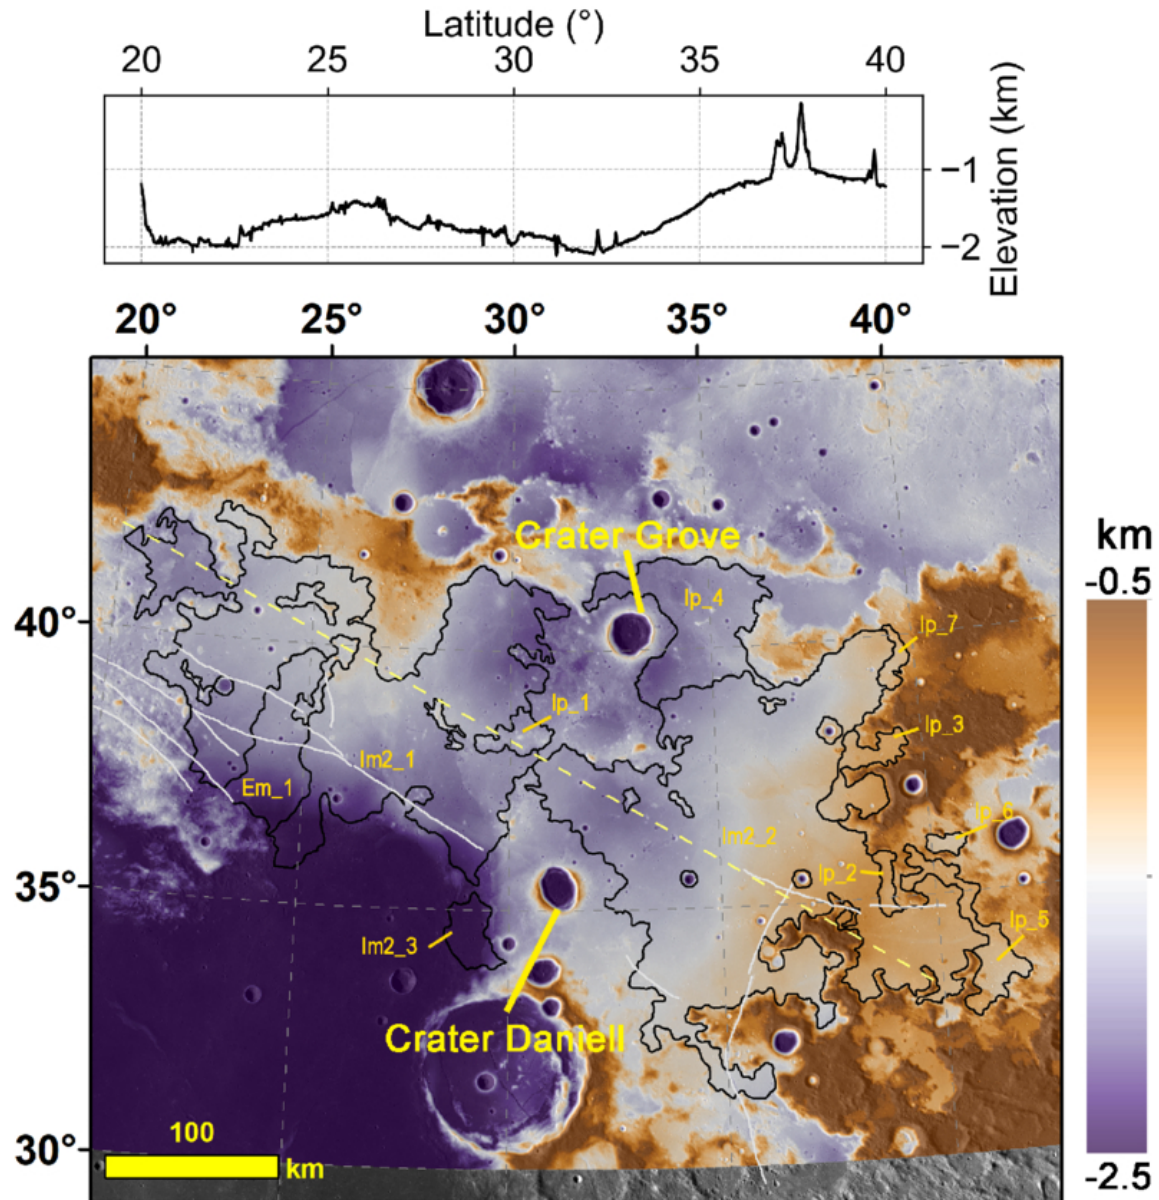 Latitude (°)
20 25 30 35 40
Elevation (km)
−1
−2
20° 25° 30° 35° 40°
km
-0.5
-2.5
40°
35°
30°
Crater Grove
Ip_4
Ip_7
Ip_1
Ip_3
Im2_1
Em_1
Ip_6
Im2_2
Ip_2
Ip_5
Im2_3
Crater Daniell
100
km